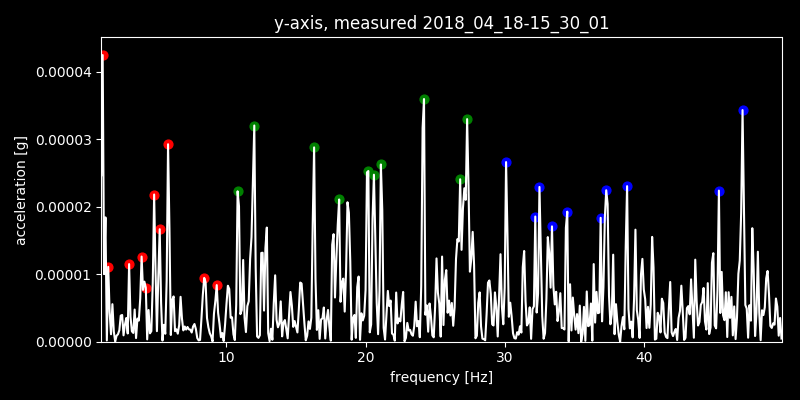 y-axis, measured 2018_04_18-15_30_01
acceleration [g]
0.00004
0.00003
0.00002
0.00001
0.00000
10 20 30 40
frequency [Hz]